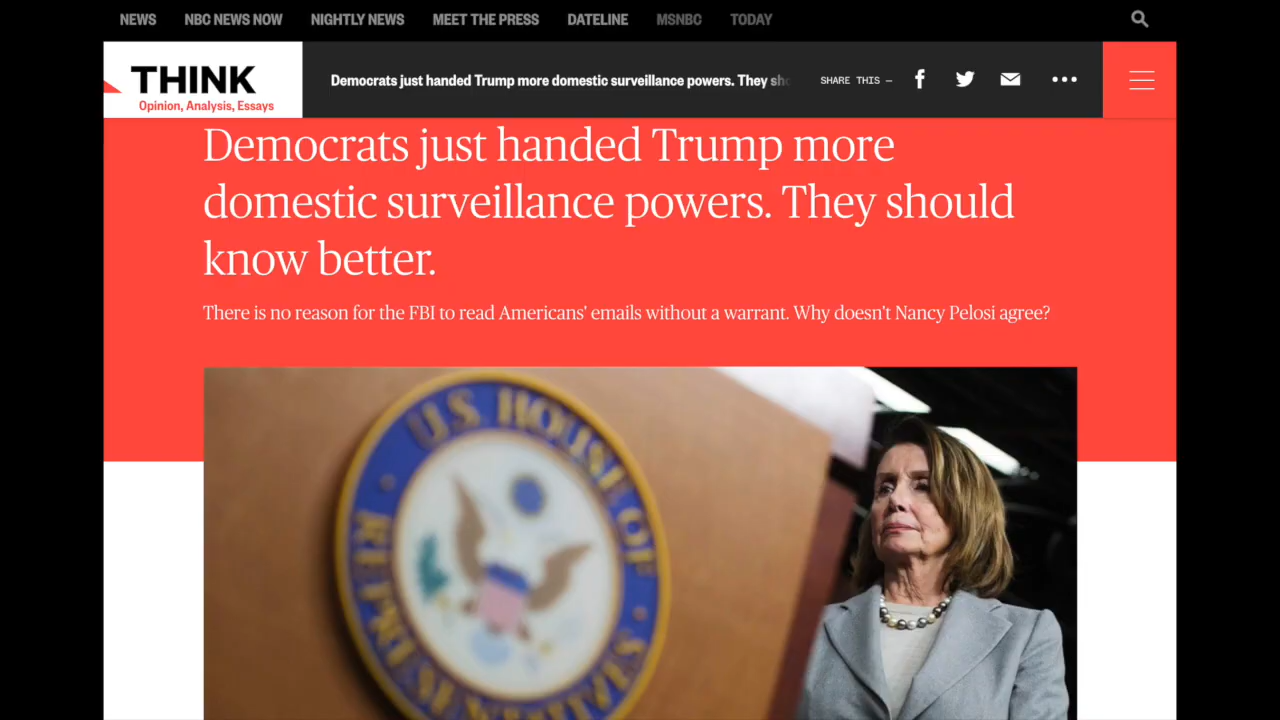 NEWS NBC NEWS NOW NIGHTLY NEWS MEET THE PRESS DATELINE MSNBC TODAY
THINK
Opinion, Analysis, Essays
Democrats just handed Trump more domestic surveillance powers. They sh
SHARE THIS –
Democrats just handed Trump more
domestic surveillance powers. They should
know better.
There is no reason for the FBI to read Americans' emails without a warrant. Why doesn't Nancy Pelosi agree?
U.S. HOUSE OF
REPRESENTATIVES